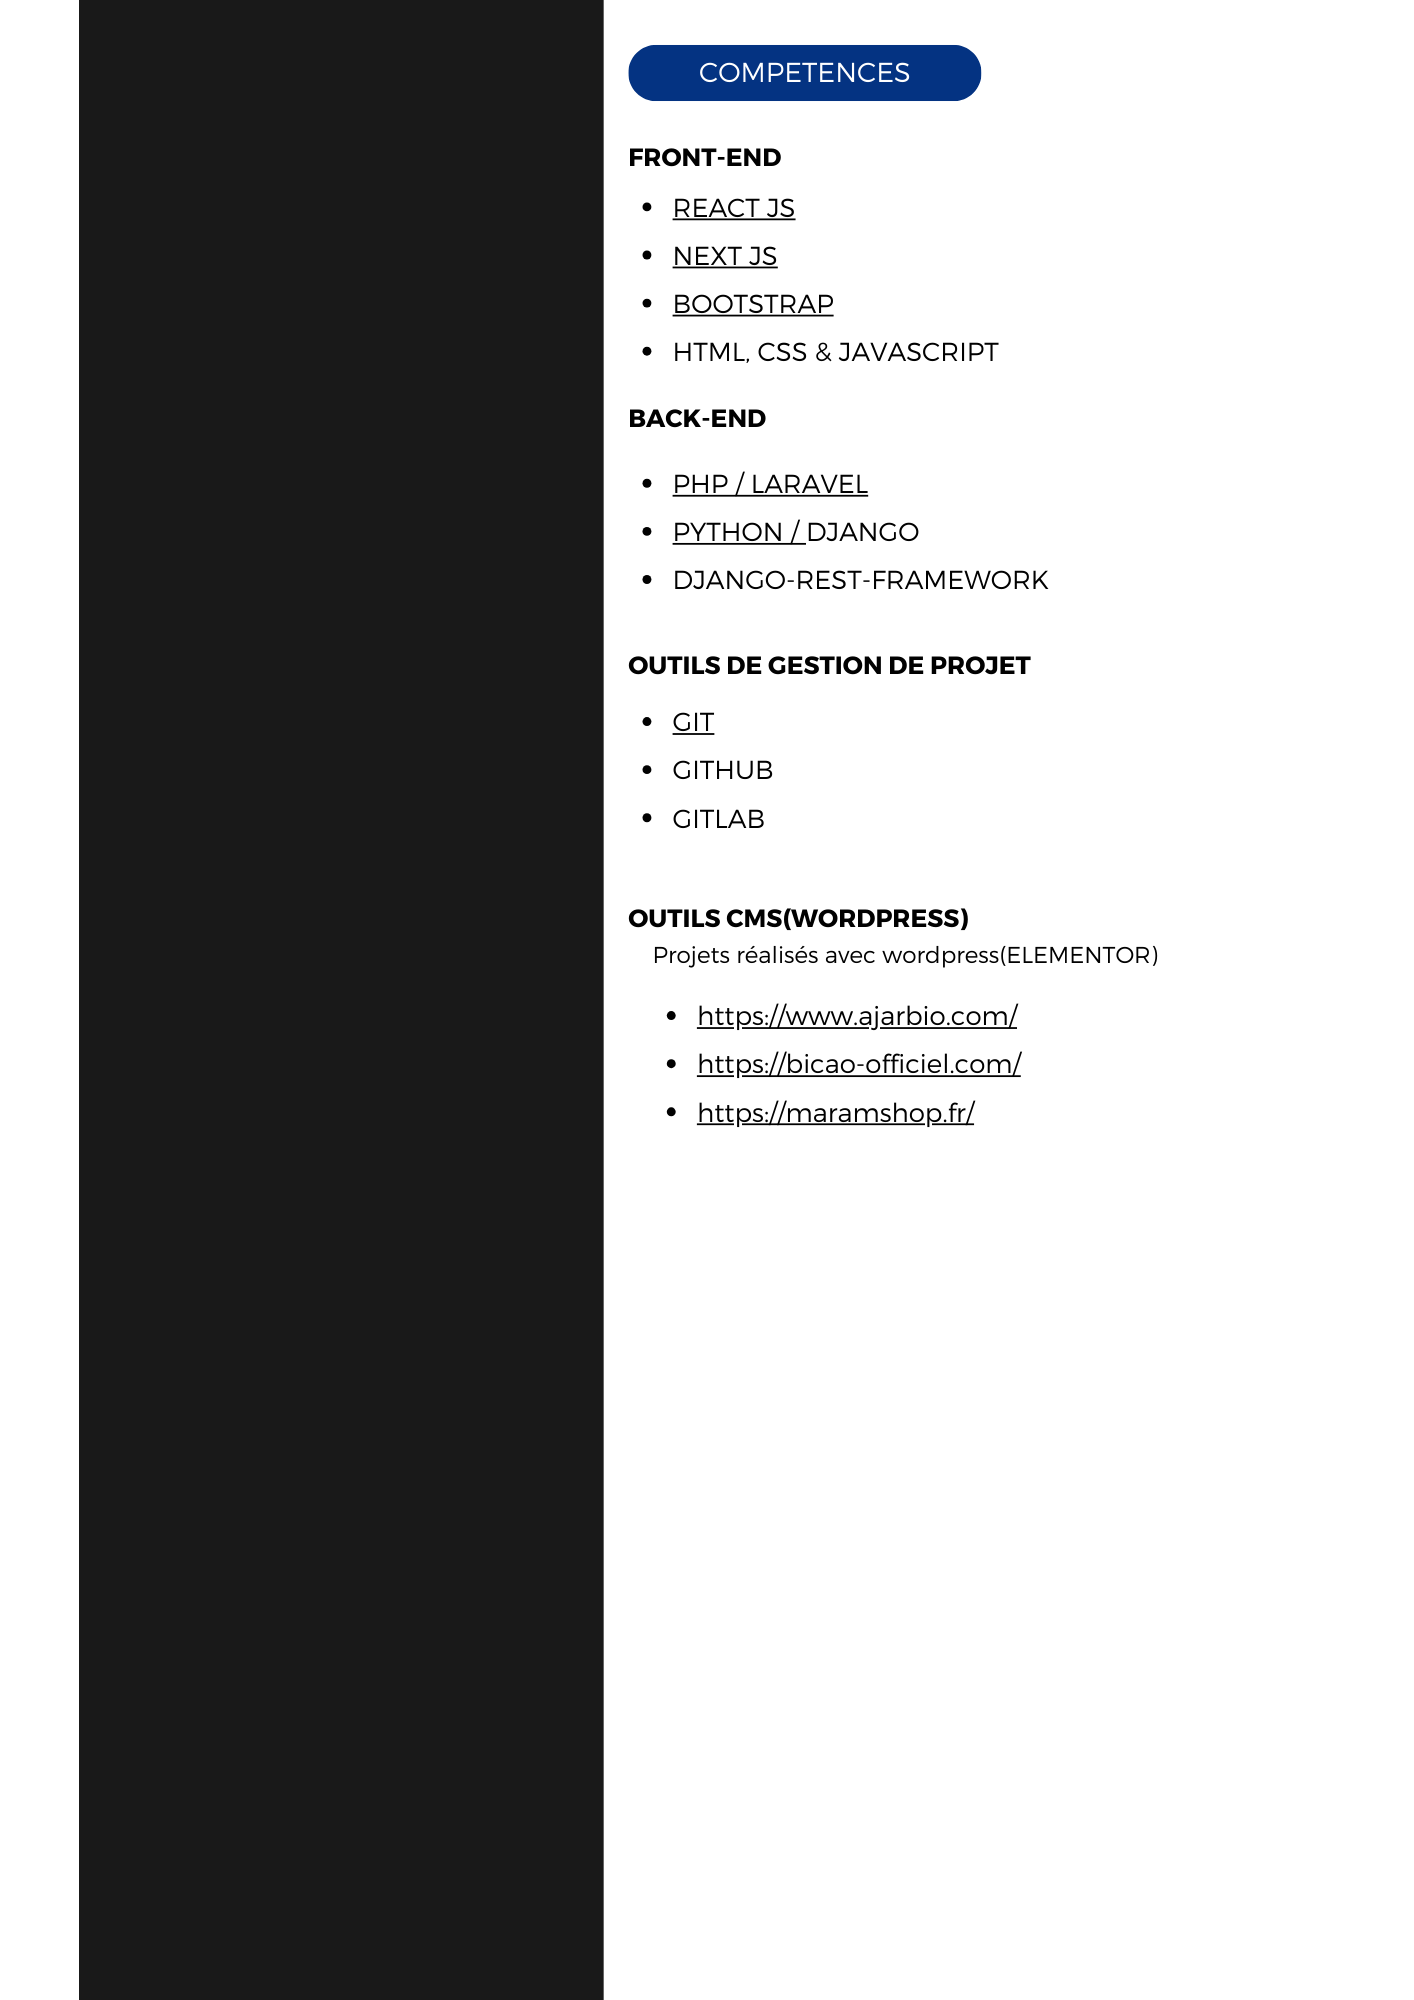 COMPETENCES
FRONT-END
• REACT JS
• NEXT JS
• BOOTSTRAP
• HTML, CSS & JAVASCRIPT
BACK-END
• PHP / LARAVEL
• PYTHON / DJANGO
• DJANGO-REST-FRAMEWORK
OUTILS DE GESTION DE PROJET
• GIT
• GITHUB
• GITLAB
OUTILS CMS(WORDPRESS)
Projets réalisés avec wordpress(ELEMENTOR)
• https://www.ajarbio.com/
• https://bicao-officiel.com/
• https://maramshop.fr/